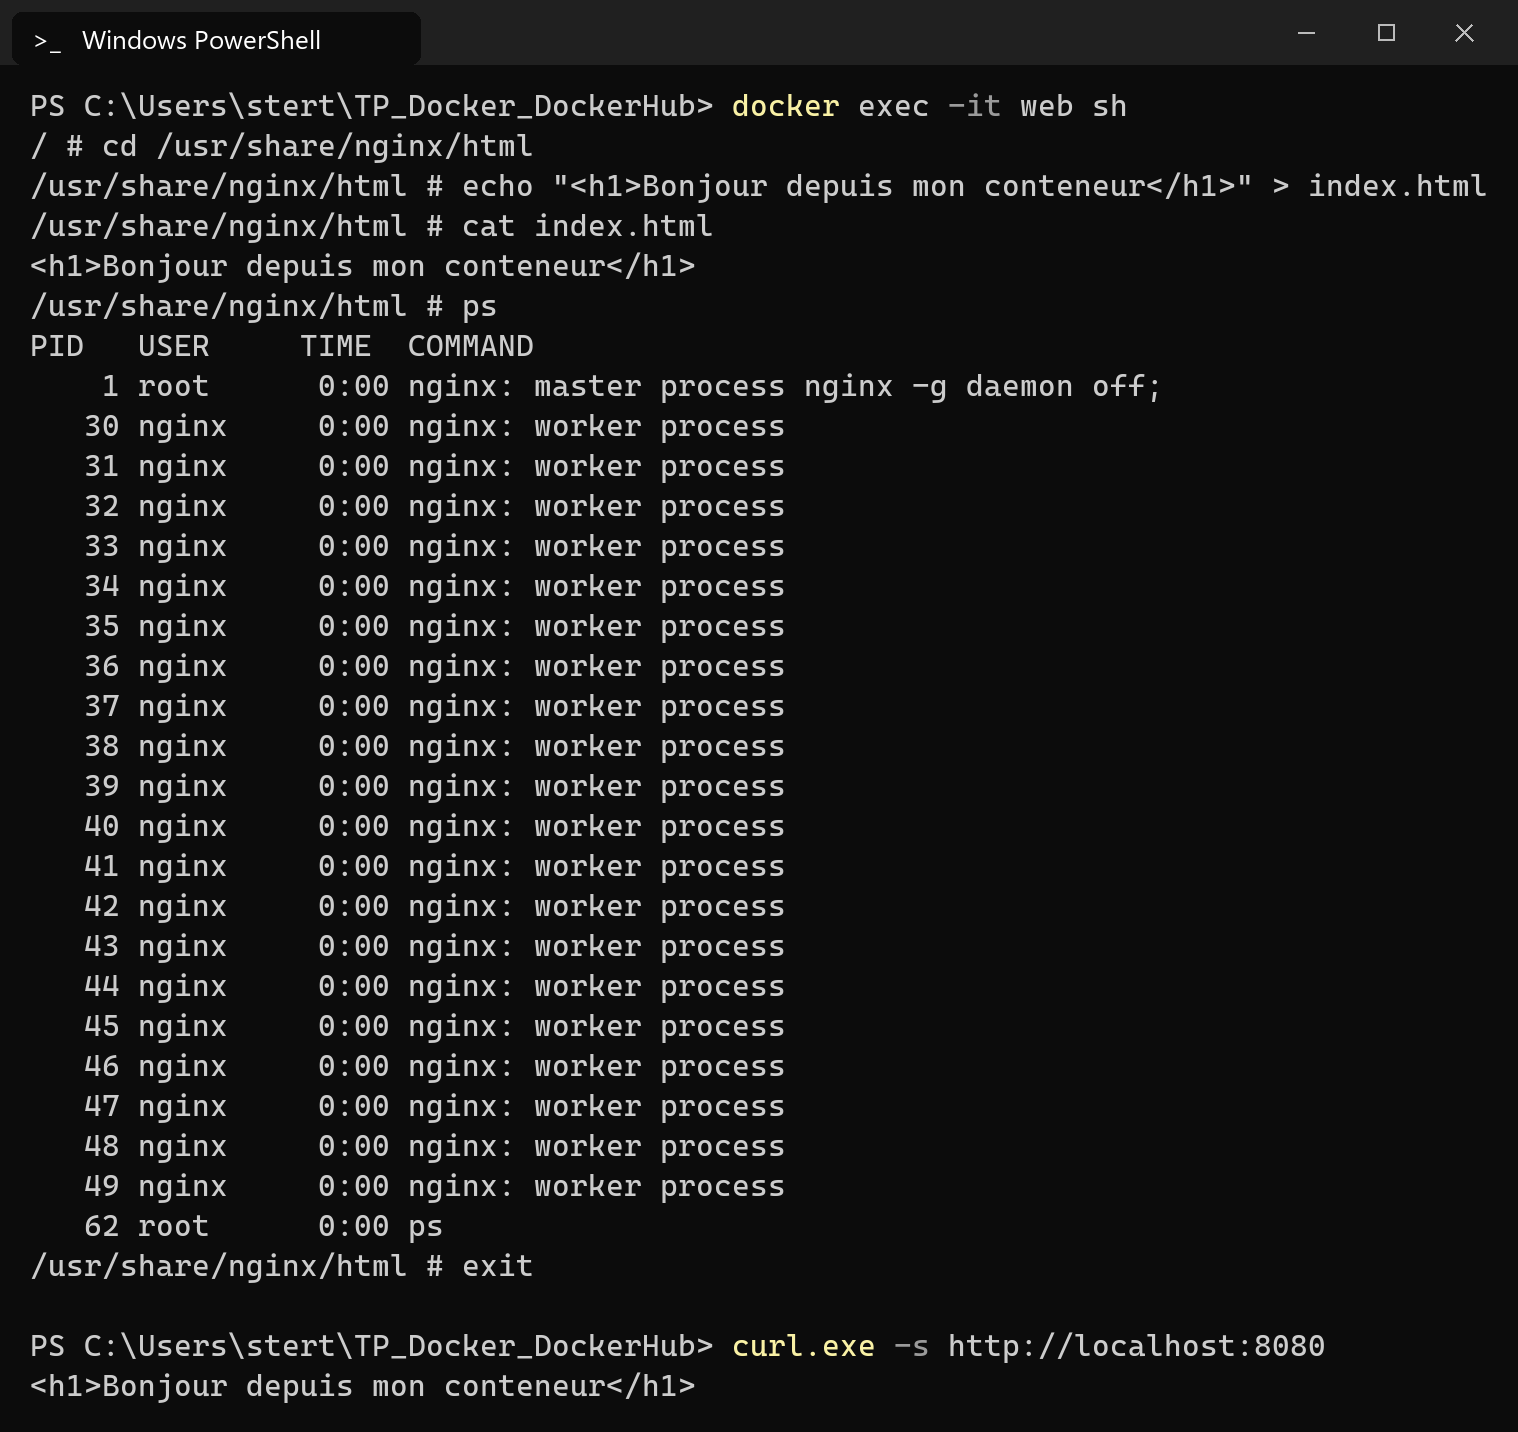 >_ Windows PowerShell
PS C:\Users\stert\TP_Docker_DockerHub> docker exec -it web sh
/ # cd /usr/share/nginx/html
/usr/share/nginx/html # echo "<h1>Bonjour depuis mon conteneur</h1>" > index.html
/usr/share/nginx/html # cat index.html
<h1>Bonjour depuis mon conteneur</h1>
/usr/share/nginx/html # ps
PID   USER     TIME  COMMAND
    1 root      0:00 nginx: master process nginx -g daemon off;
   30 nginx     0:00 nginx: worker process
   31 nginx     0:00 nginx: worker process
   32 nginx     0:00 nginx: worker process
   33 nginx     0:00 nginx: worker process
   34 nginx     0:00 nginx: worker process
   35 nginx     0:00 nginx: worker process
   36 nginx     0:00 nginx: worker process
   37 nginx     0:00 nginx: worker process
   38 nginx     0:00 nginx: worker process
   39 nginx     0:00 nginx: worker process
   40 nginx     0:00 nginx: worker process
   41 nginx     0:00 nginx: worker process
   42 nginx     0:00 nginx: worker process
   43 nginx     0:00 nginx: worker process
   44 nginx     0:00 nginx: worker process
   45 nginx     0:00 nginx: worker process
   46 nginx     0:00 nginx: worker process
   47 nginx     0:00 nginx: worker process
   48 nginx     0:00 nginx: worker process
   49 nginx     0:00 nginx: worker process
   62 root      0:00 ps
/usr/share/nginx/html # exit
PS C:\Users\stert\TP_Docker_DockerHub> curl.exe -s http://localhost:8080
<h1>Bonjour depuis mon conteneur</h1>